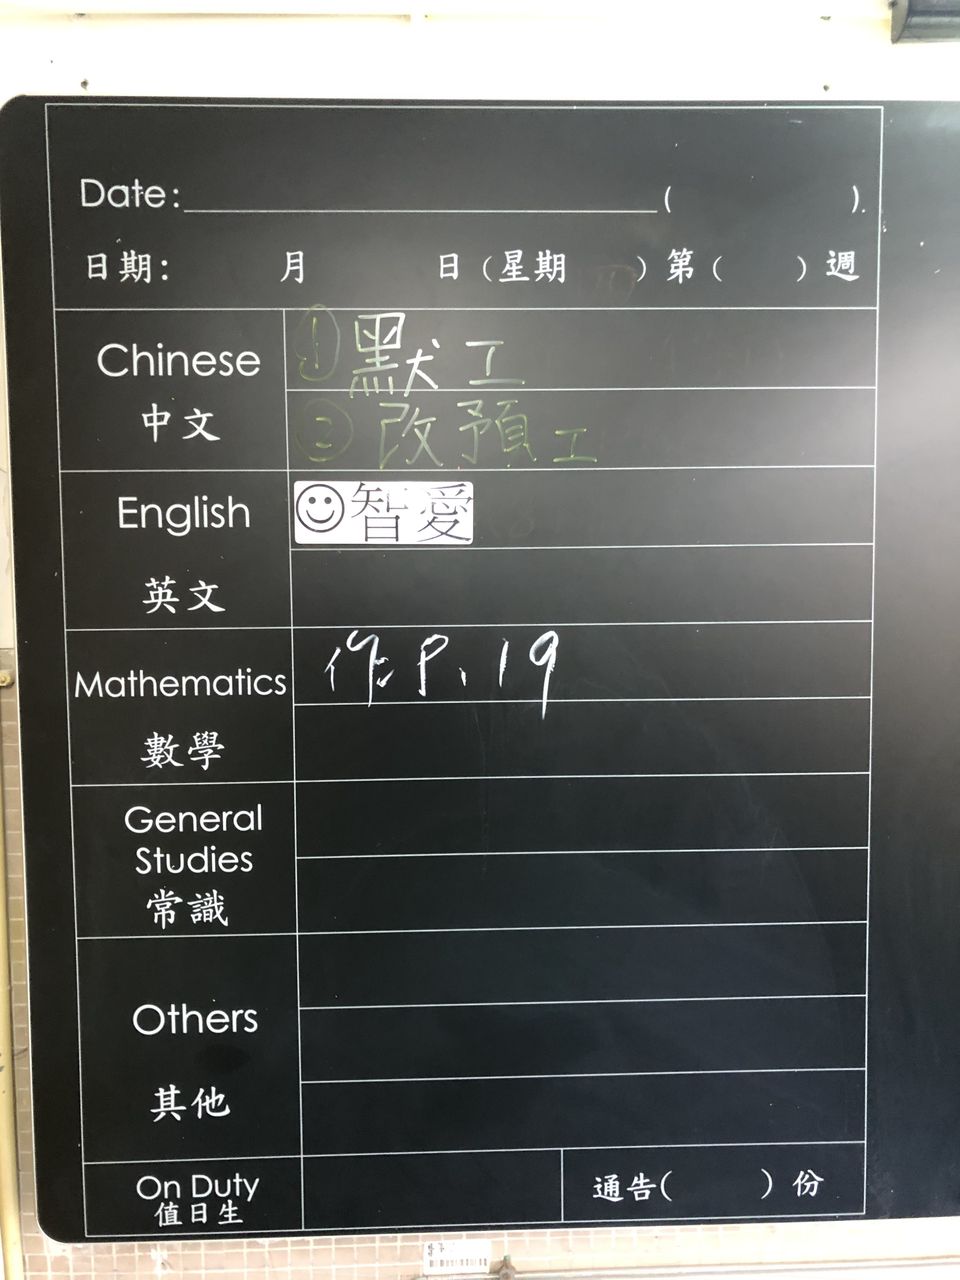 Date: ( ).
日期: 月 日 (星期 ) 第 ( ) 週
Chinese
中文
① 默工
② 改預工
English
英文
智愛
Mathematics
數學
作: P. 19
General
Studies
常識
Others
其他
On Duty
值日生
通告( ) 份